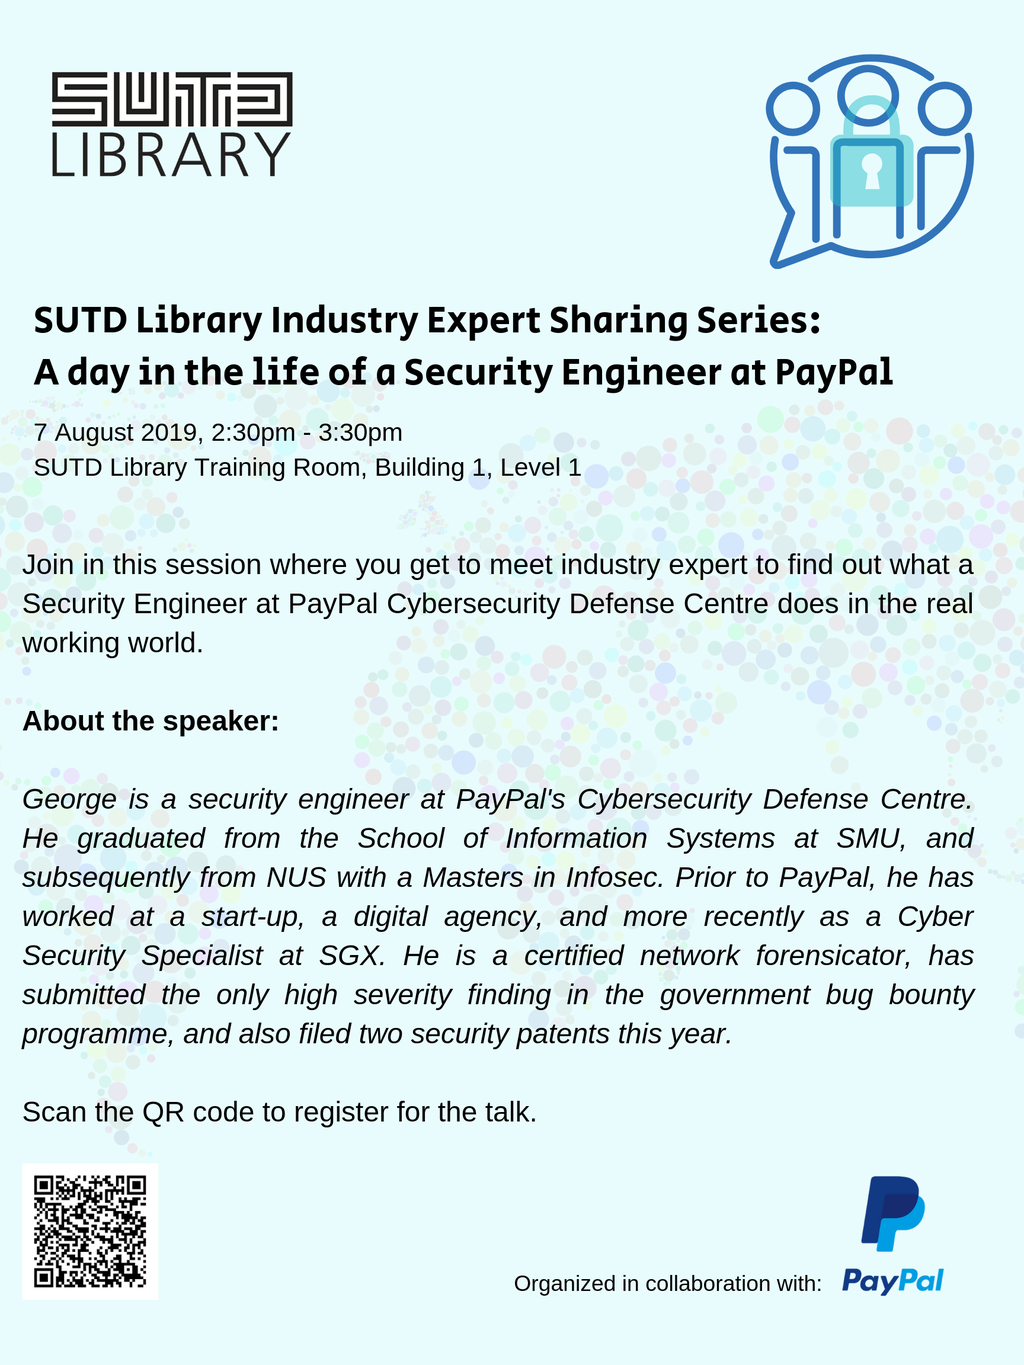 SUTD
LIBRARY
SUTD Library Industry Expert Sharing Series:
A day in the life of a Security Engineer at PayPal
7 August 2019, 2:30pm - 3:30pm
SUTD Library Training Room, Building 1, Level 1
Join in this session where you get to meet industry expert to find out what a
Security Engineer at PayPal Cybersecurity Defense Centre does in the real
working world.
About the speaker:
George is a security engineer at PayPal's Cybersecurity Defense Centre.
He graduated from the School of Information Systems at SMU, and
subsequently from NUS with a Masters in Infosec. Prior to PayPal, he has
worked at a start-up, a digital agency, and more recently as a Cyber
Security Specialist at SGX. He is a certified network forensicator, has
submitted the only high severity finding in the government bug bounty
programme, and also filed two security patents this year.
Scan the QR code to register for the talk.
Organized in collaboration with:
PayPal